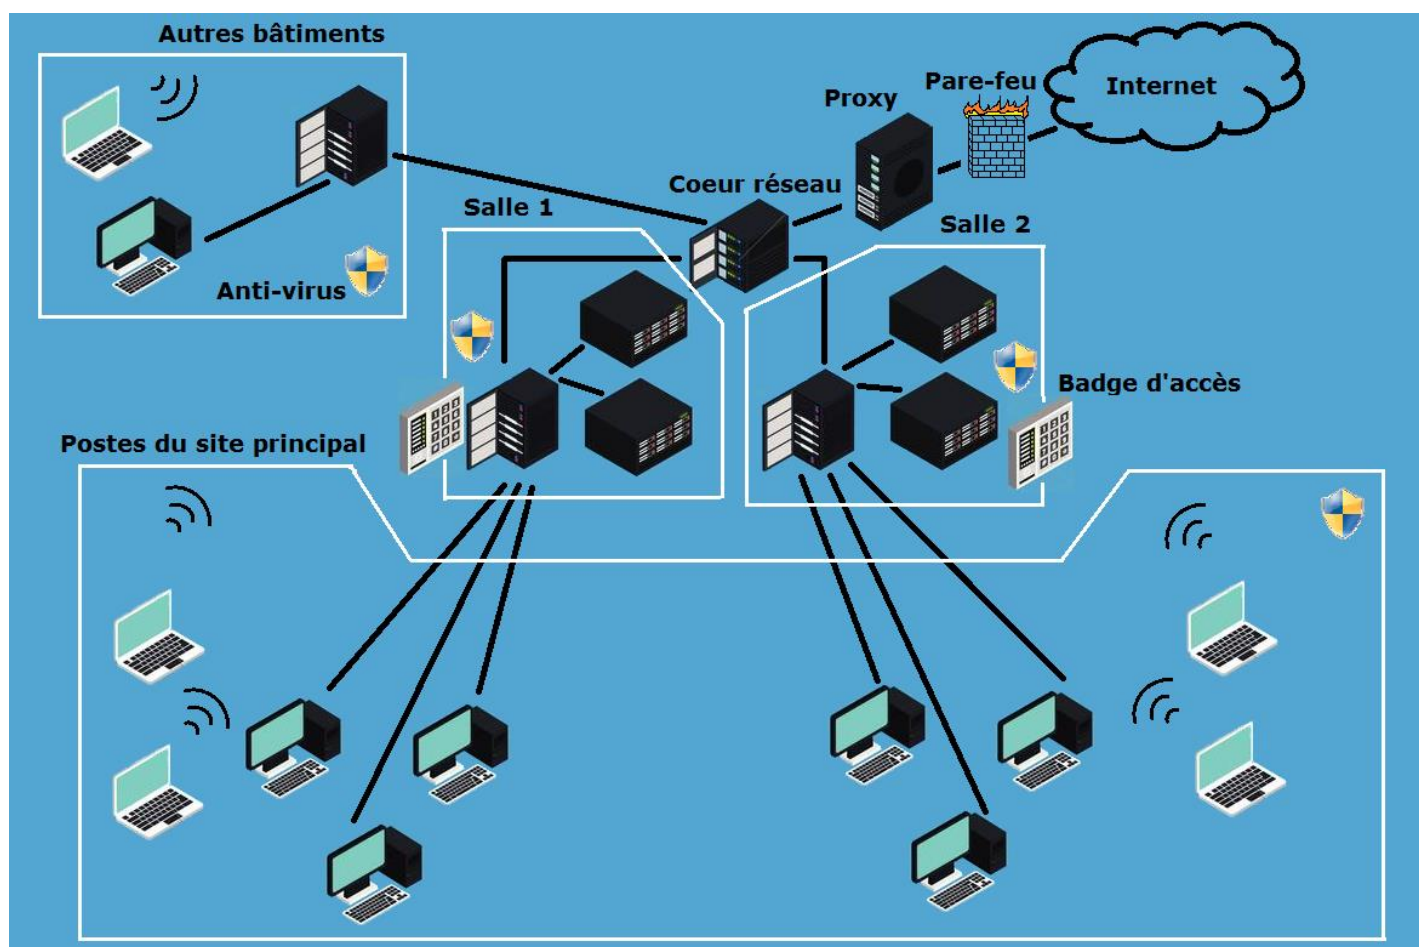 Autres bâtiments
Internet
Pare-feu
Proxy
Coeur réseau
Salle 1
Salle 2
Anti-virus
Badge d'accès
Postes du site principal